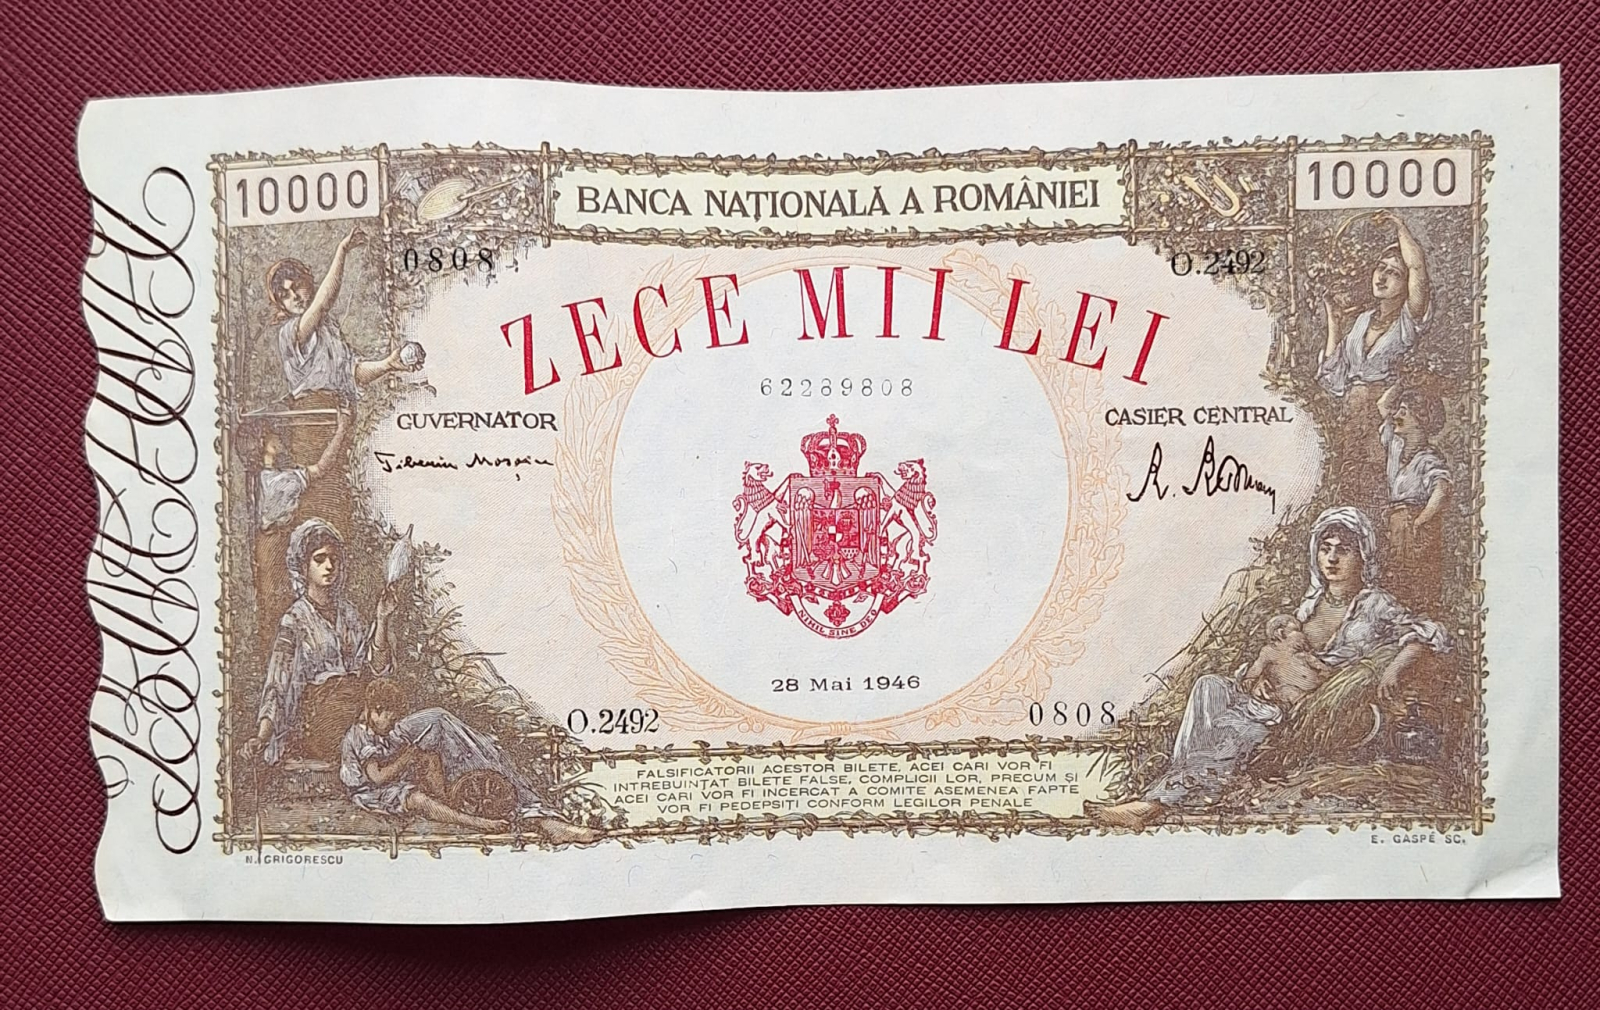 10000
BANCA NAȚIONALĂ A ROMÂNIEI
10000
0808
O.2492
ZECE MII LEI
62289808
GUVERNATOR
CASIER CENTRAL
NIHIL SINE DEO
28 Mai 1946
O.2492
0808
FALSIFICATORII ACESTOR BILETE, ACEI CARI VOR FI
INTREBUINȚAT BILETE FALSE, COMPLICII LOR, PRECUM ȘI
ACEI CARI VOR FI INCERCAT A COMITE ASEMENEA FAPTE
VOR FI PEDEPSIȚI CONFORM LEGILOR PENALE
N. GRIGORESCU
E. GASPÉ SC.